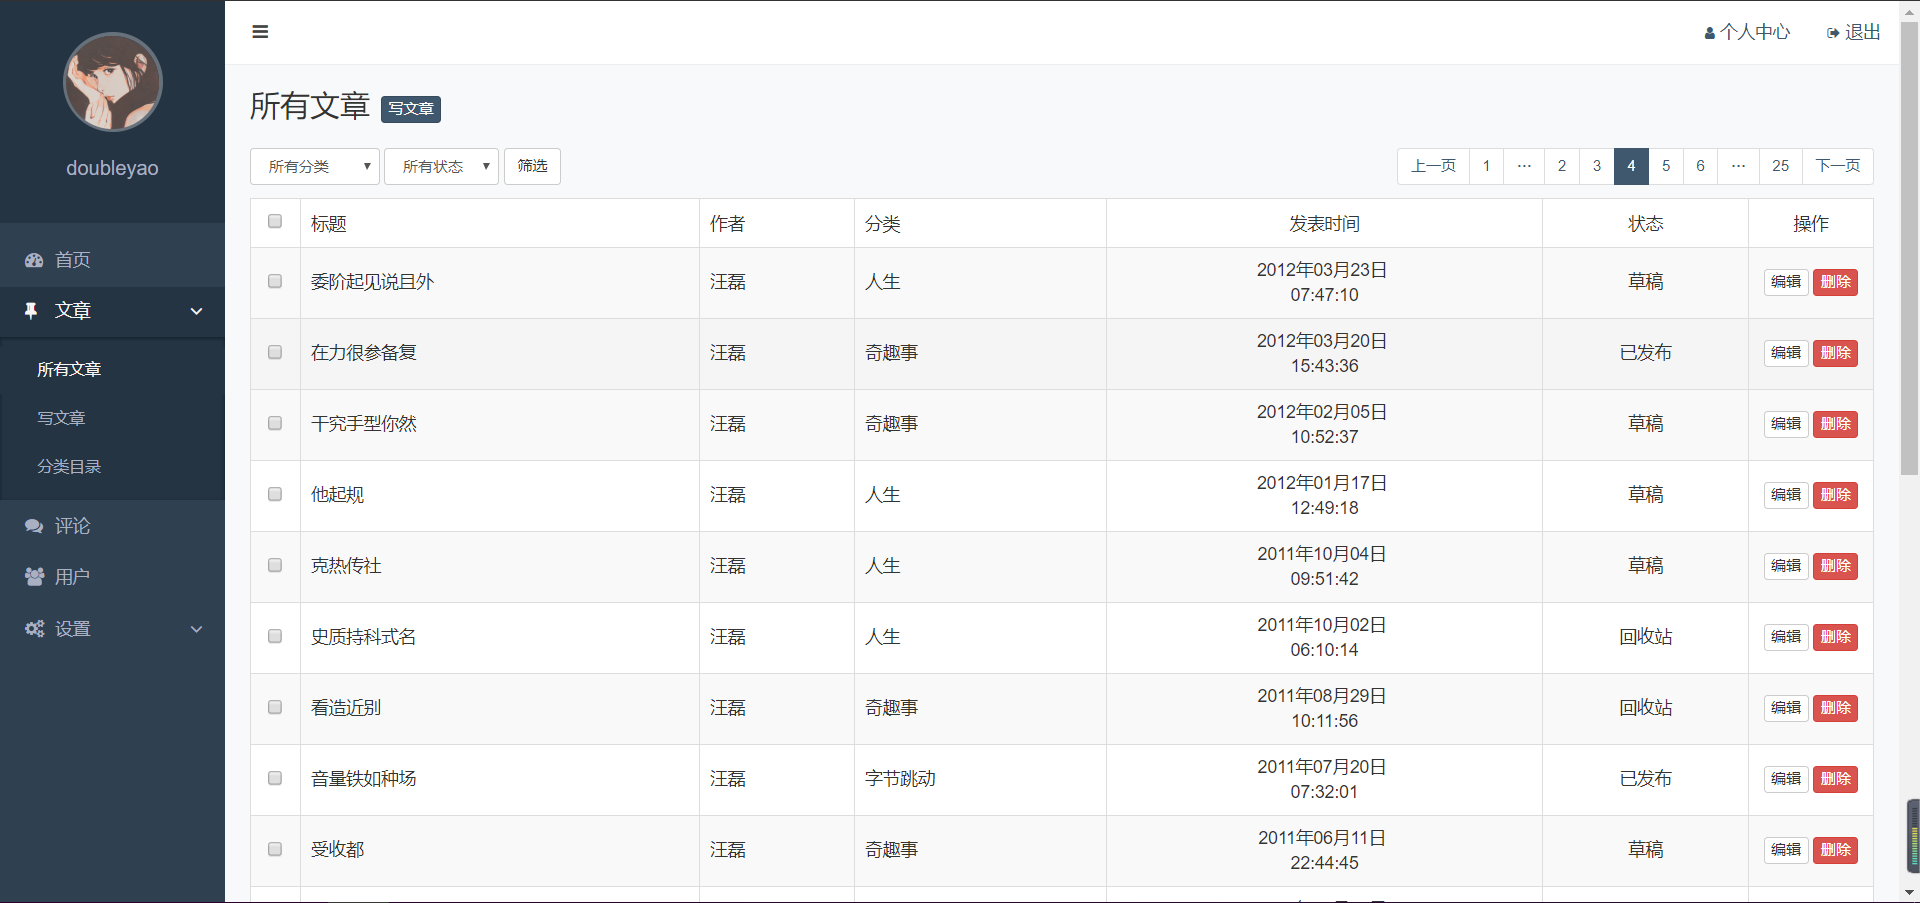 doubleyao
首页
文章
所有文章
写文章
分类目录
评论
用户
设置
个人中心 退出
所有文章 写文章
所有分类 所有状态 筛选 上一页 1 ··· 2 3 4 5 6 ··· 25 下一页
标题 作者 分类 发表时间 状态 操作
委阶起见说且外 汪磊 人生 2012年03月23日 草稿 编辑 删除
07:47:10
在力很参备复 汪磊 奇趣事 2012年03月20日 已发布 编辑 删除
15:43:36
干究手型你然 汪磊 奇趣事 2012年02月05日 草稿 编辑 删除
10:52:37
他起规 汪磊 人生 2012年01月17日 草稿 编辑 删除
12:49:18
克热传社 汪磊 人生 2011年10月04日 草稿 编辑 删除
09:51:42
史质持科式名 汪磊 人生 2011年10月02日 回收站 编辑 删除
06:10:14
看造近别 汪磊 奇趣事 2011年08月29日 回收站 编辑 删除
10:11:56
音量铁如种场 汪磊 字节跳动 2011年07月20日 已发布 编辑 删除
07:32:01
受收都 汪磊 奇趣事 2011年06月11日 草稿 编辑 删除
22:44:45